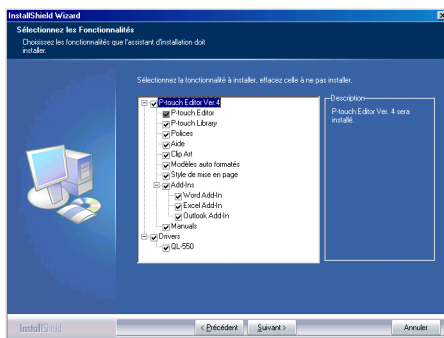 InstallShield Wizard
Sélectionnez les Fonctionnalités
Choisissez les fonctionnalités que l'assistant d'installation doit
installer.
Sélectionnez la fonctionnalité à installer, effacez celle à ne pas installer.
P-touch Editor Ver.4
P-touch Editor
P-touch Library
Polices
Aide
Clip Art
Modèles auto formatés
Style de mise en page
Add-Ins
Word Add-In
Excel Add-In
Outlook Add-In
Manuals
Drivers
QL-550
Description
P-touch Editor Ver. 4 sera
installé.
InstallShield
< Précédent
Suivant >
Annuler